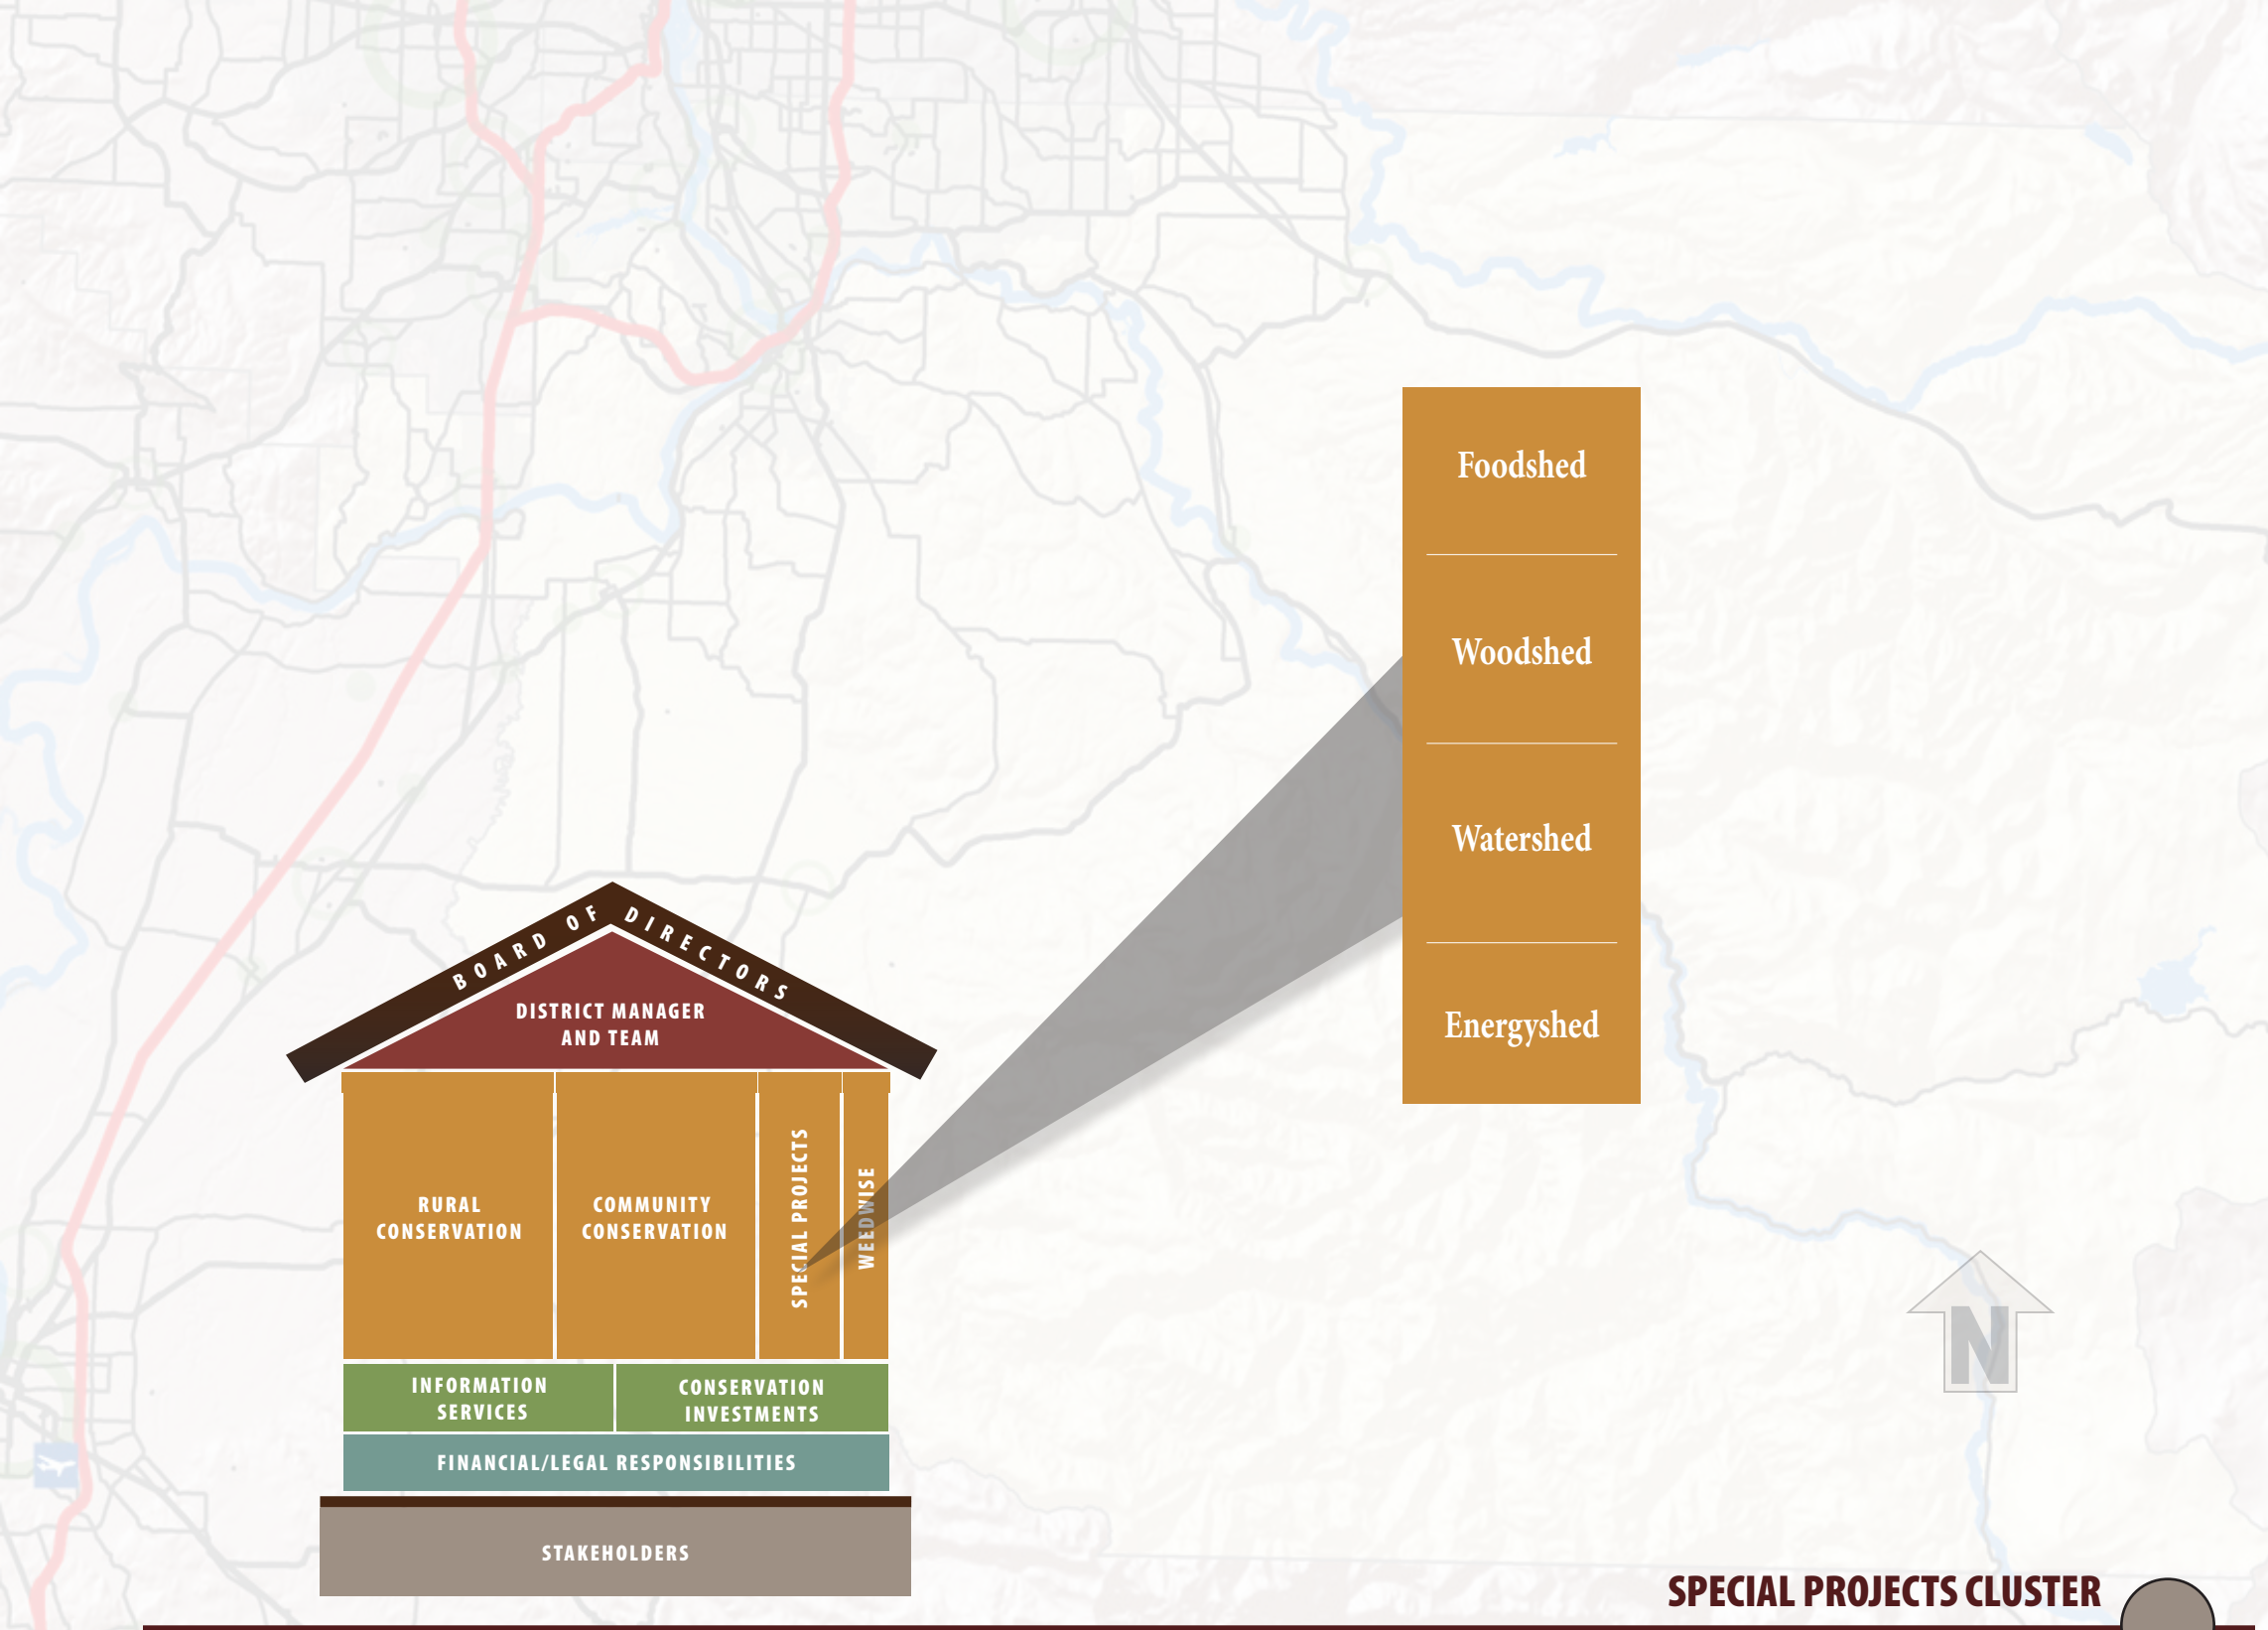 Foodshed
Woodshed
Watershed
Energyshed
BOARD OF DIRECTORS
DISTRICT MANAGER
AND TEAM
RURAL
CONSERVATION
COMMUNITY
CONSERVATION
SPECIAL PROJECTS
WEEDWISE
INFORMATION
SERVICES
CONSERVATION
INVESTMENTS
FINANCIAL/LEGAL RESPONSIBILITIES
STAKEHOLDERS
N
SPECIAL PROJECTS CLUSTER